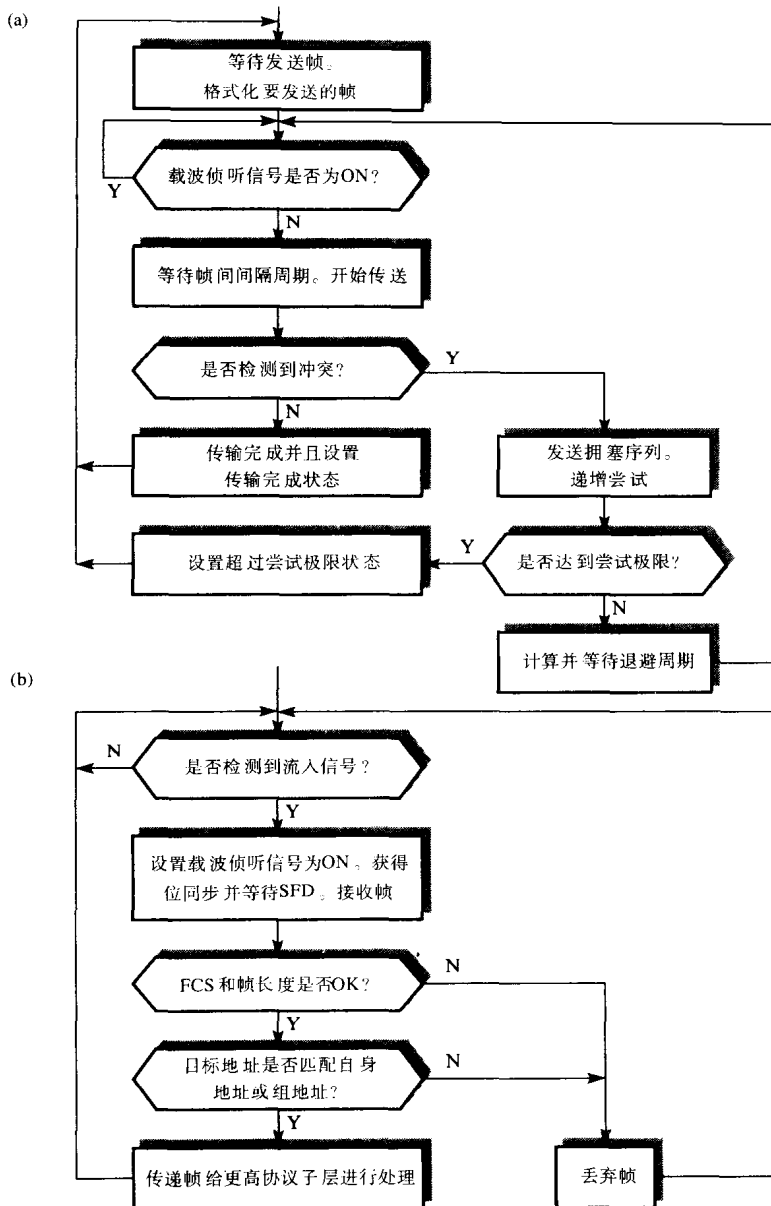 (a)
等待发送帧。
格式化要发送的帧
载波侦听信号是否为ON?
Y
N
等待帧间间隔周期。开始传送
是否检测到冲突?
Y
N
传输完成并且设置
传输完成状态
发送拥塞序列。
递增尝试
设置超过尝试极限状态
Y
是否达到尝试极限?
N
计算并等待退避周期
(b)
N
是否检测到流入信号?
Y
设置载波侦听信号为ON。获得
位同步并等待SFD。接收帧
FCS和帧长度是否OK?
N
Y
目标地址是否匹配自身
地址或组地址?
N
Y
传递帧给更高协议子层进行处理
丢弃帧